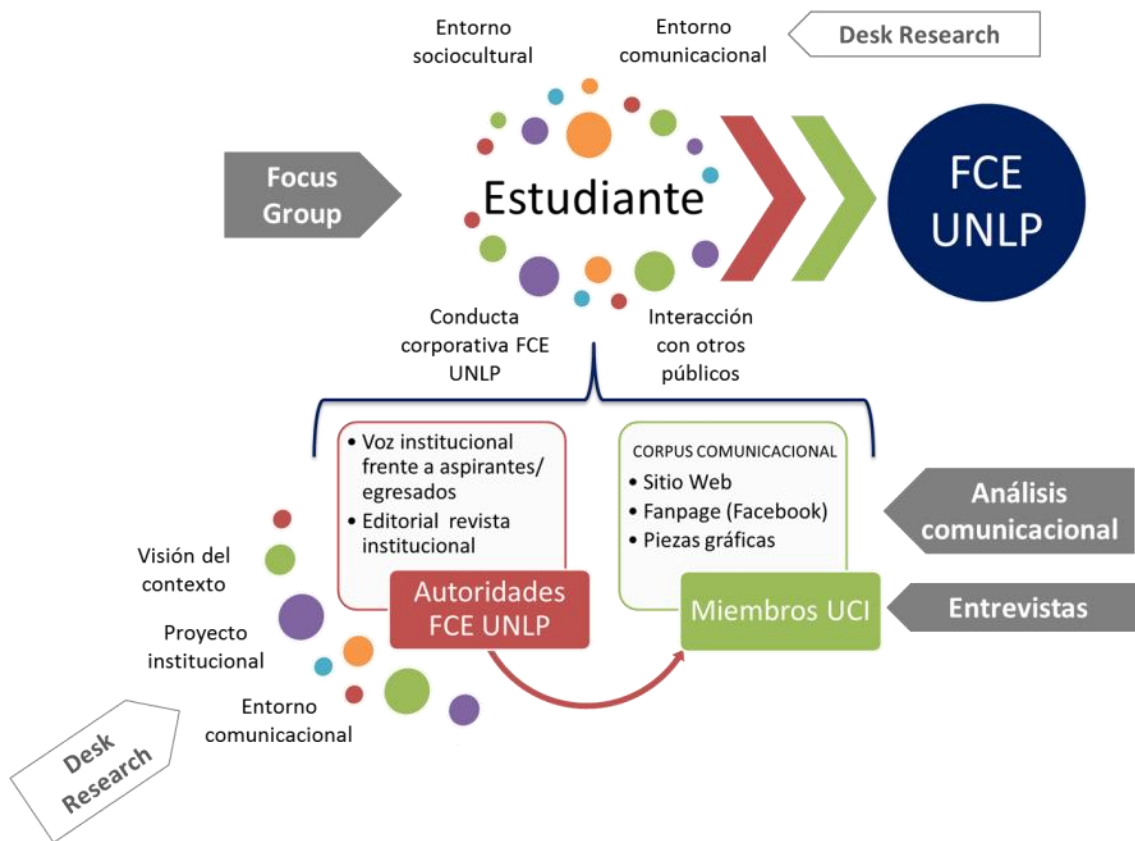 Entorno
sociocultural
Entorno
comunicacional
Desk Research
Focus
Group
Estudiante
FCE
UNLP
Conducta
corporativa FCE
UNLP
Interacción
con otros
públicos
• Voz institucional
frente a aspirantes/
egresados
• Editorial revista
institucional
CORPUS COMUNICACIONAL
• Sitio Web
• Fanpage (Facebook)
• Piezas gráficas
Análisis
comunicacional
Autoridades
FCE UNLP
Miembros UCI
Entrevistas
Visión del
contexto
Proyecto
institucional
Entorno
comunicacional
Desk
Research